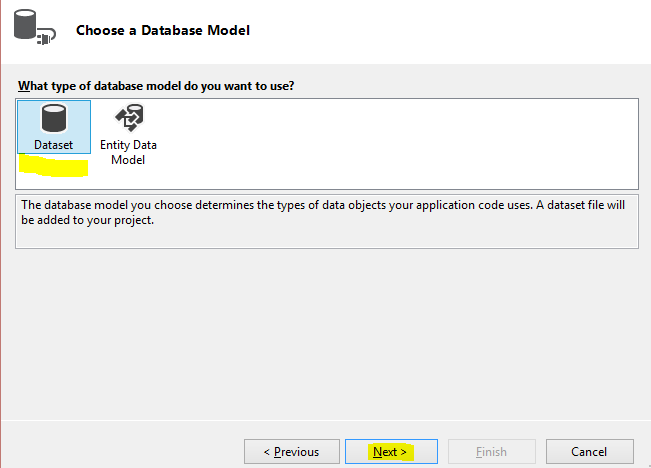 Choose a Database Model
What type of database model do you want to use?
Dataset
Entity Data
Model
The database model you choose determines the types of data objects your application code uses. A dataset file will
be added to your project.
< Previous
Next >
Finish
Cancel